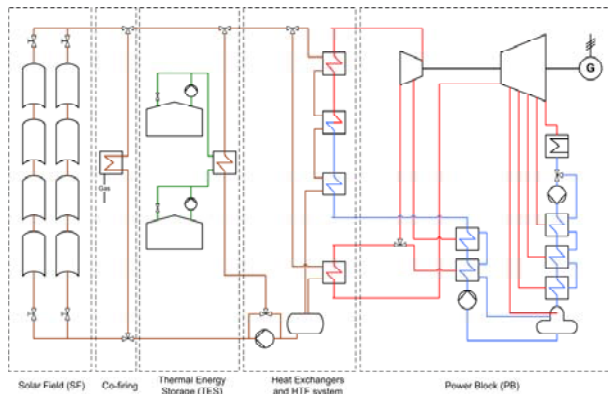 G
Gas
Solar Field (SF)
Co-firing
Thermal Energy
Storage (TES)
Heat Exchangers
and HTF system
Power Block (PB)